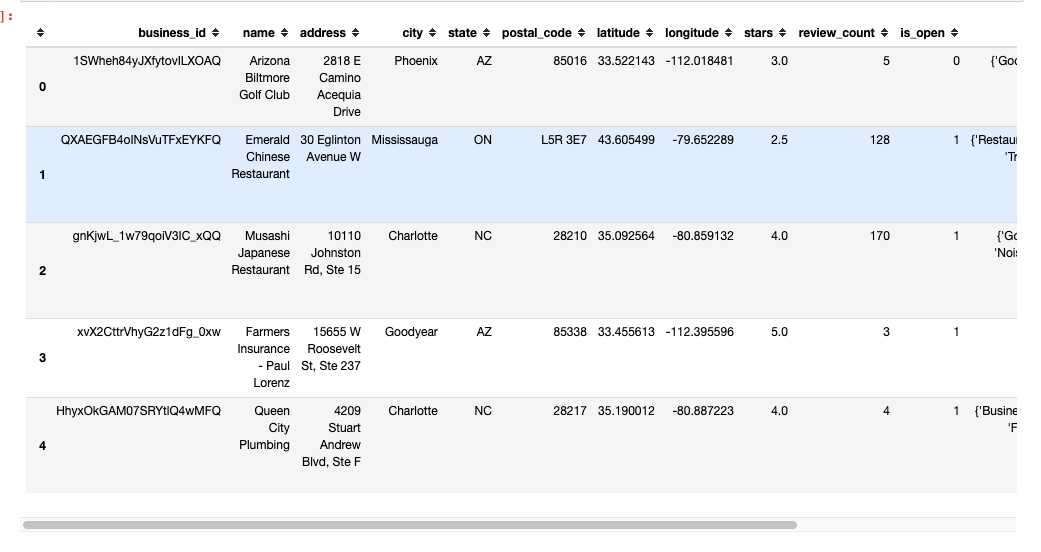 ]:
business_id name address city state postal_code latitude longitude stars review_count is_open
0 1SWheh84yJXfytovILXOAQ Arizona Biltmore Golf Club 2818 E Camino Acequia Drive Phoenix AZ 85016 33.522143 -112.018481 3.0 5 0 {'Goo
1 QXAEGFB4oINsVuTFxEYKFQ Emerald Chinese Restaurant 30 Eglinton Avenue W Mississauga ON L5R 3E7 43.605499 -79.652289 2.5 128 1 {'Restau 'Tr
2 gnKjwL_1w79qoiV3IC_xQQ Musashi Japanese Restaurant 10110 Johnston Rd, Ste 15 Charlotte NC 28210 35.092564 -80.859132 4.0 170 1 {'Go 'Nois
3 xvX2CttrVhyG2z1dFg_0xw Farmers Insurance - Paul Lorenz 15655 W Roosevelt St, Ste 237 Goodyear AZ 85338 33.455613 -112.395596 5.0 3 1
4 HhyxOkGAM07SRYtlQ4wMFQ Queen City Plumbing 4209 Stuart Andrew Blvd, Ste F Charlotte NC 28217 35.190012 -80.887223 4.0 4 1 {'Busine 'F